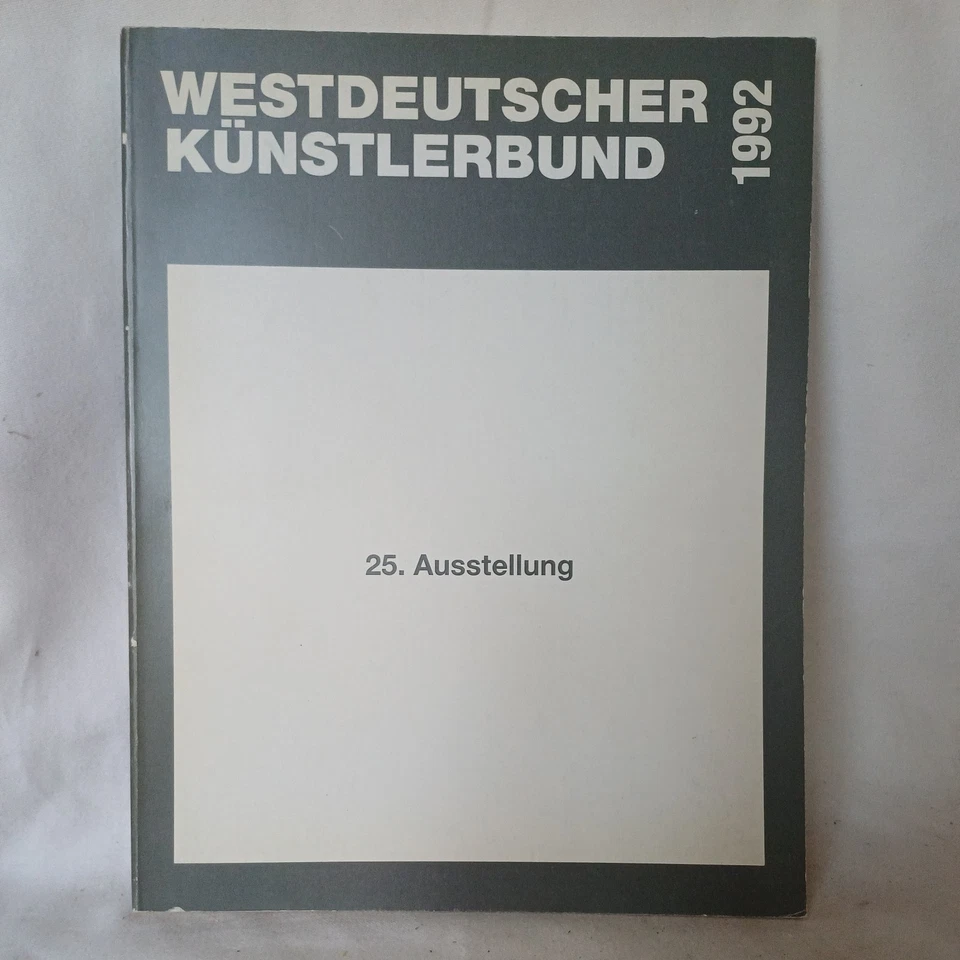 WESTDEUTSCHER
KÜNSTLERBUND
1992
25. Ausstellung